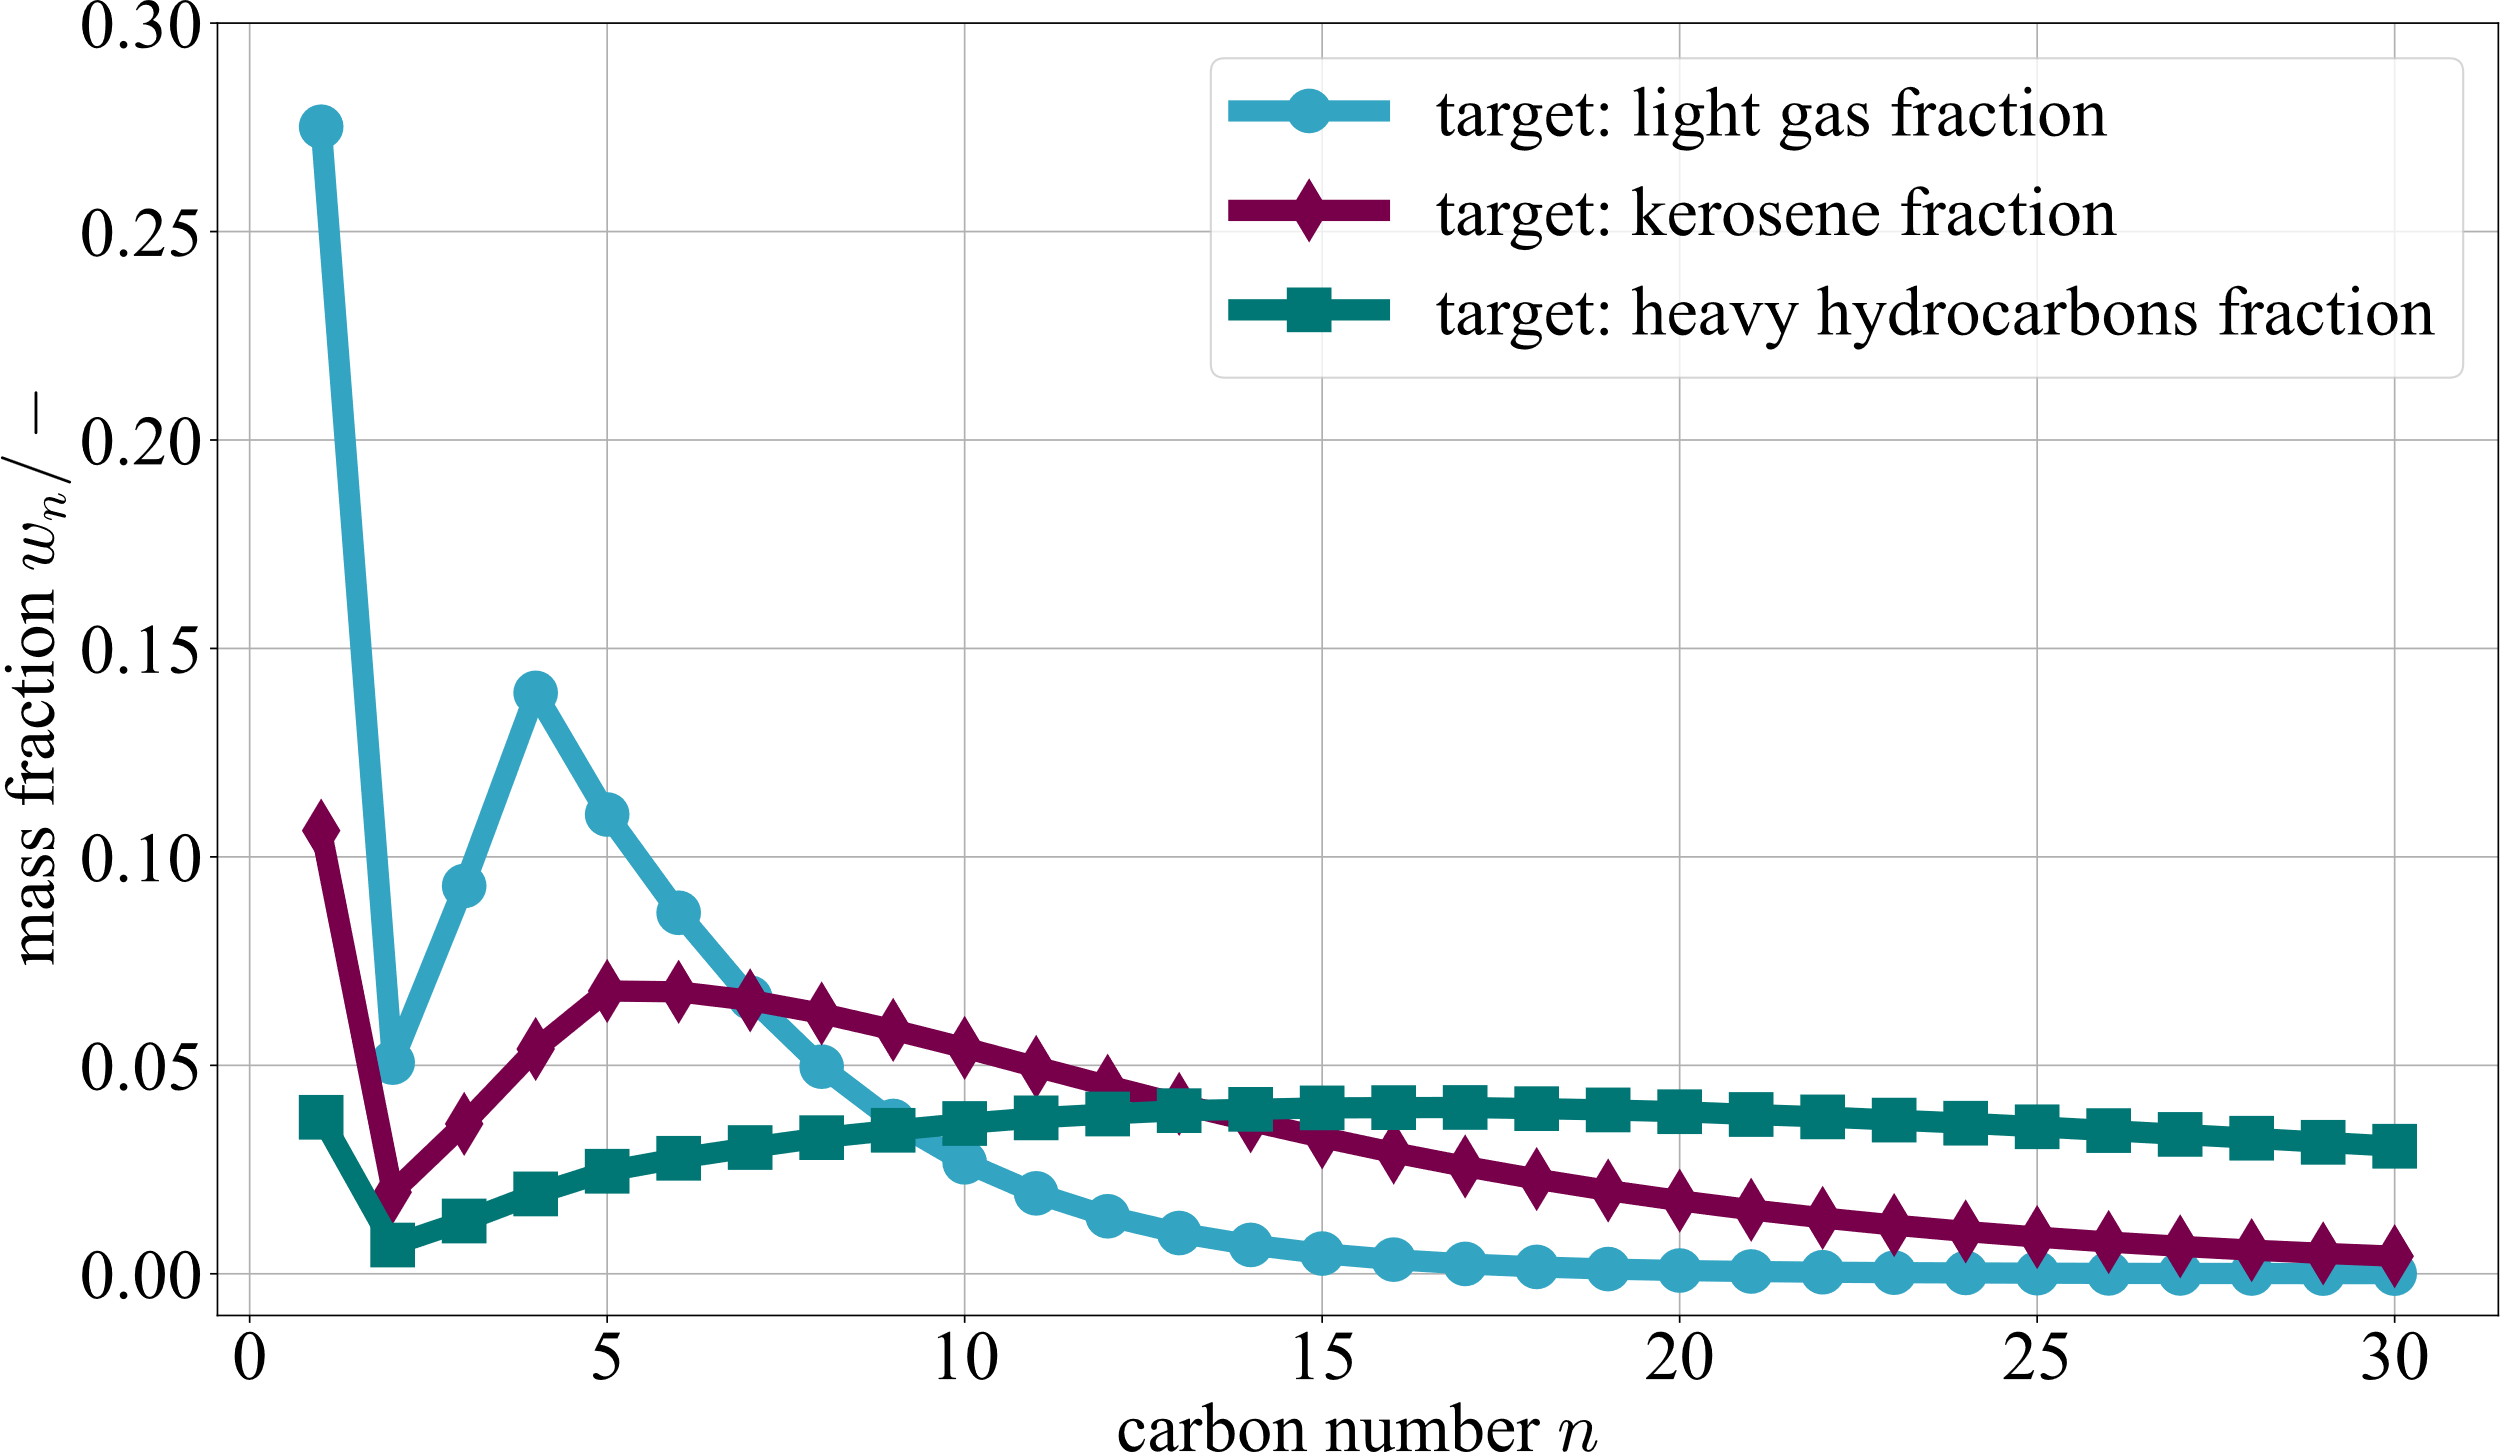 0.30
0.25
0.20
0.15
0.10
0.05
0.00
mass fraction wₙ/ −
target: light gas fraction
target: kerosene fraction
target: heavy hydrocarbons fraction
0 5 10 15 20 25 30
carbon number n